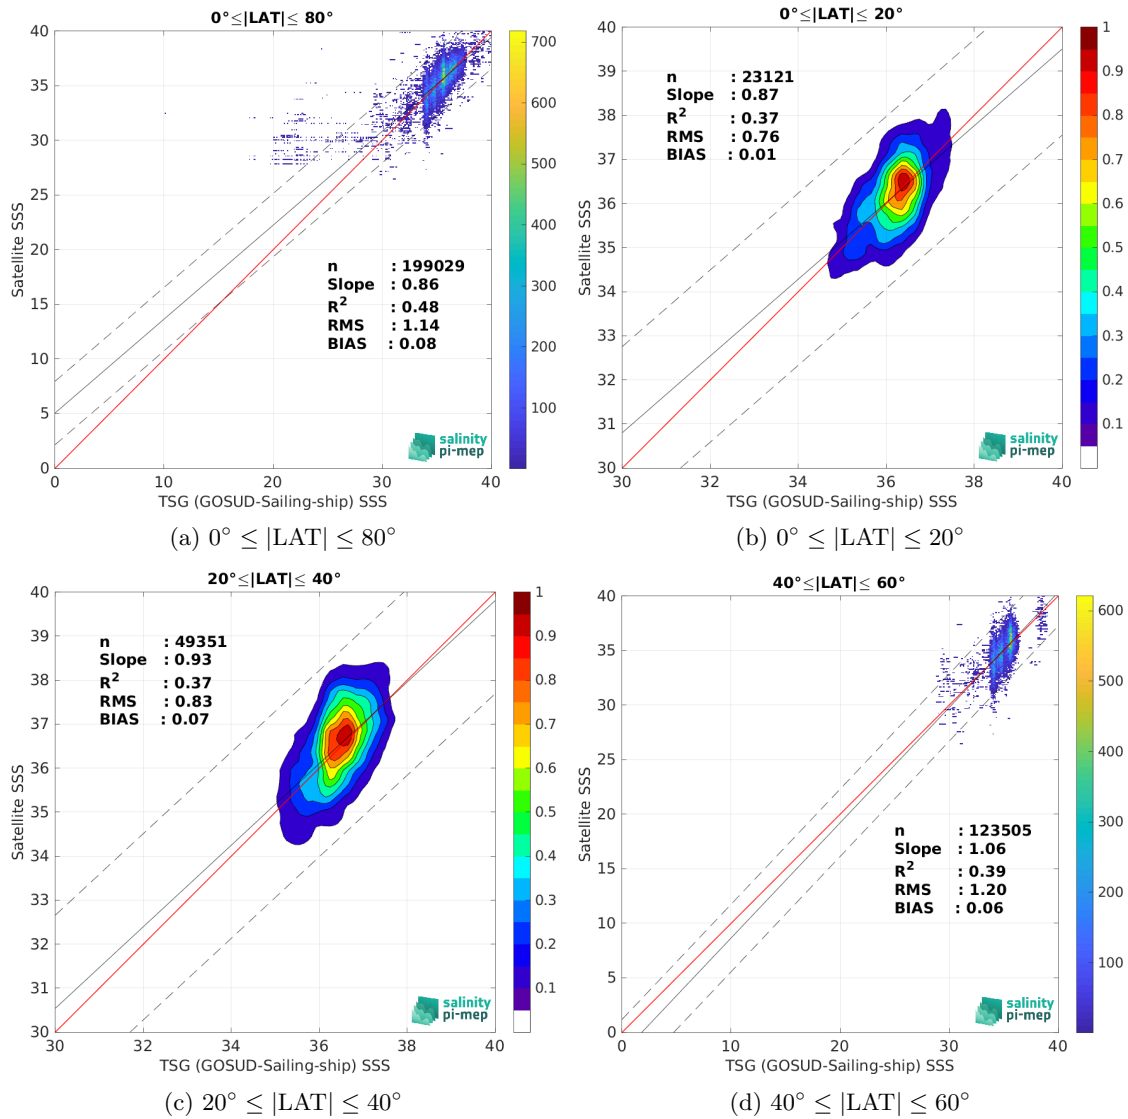 0°≤|LAT|≤ 80°
40
35
30
25
20
15
10
5
0
Satellite SSS
n : 199029
Slope : 0.86
R² : 0.48
RMS : 1.14
BIAS : 0.08
salinity
pi-mep
0 10 20 30 40
TSG (GOSUD-Sailing-ship) SSS
700
600
500
400
300
200
100
(a) 0° ≤ |LAT| ≤ 80°
0°≤|LAT|≤ 20°
40
39
38
37
36
35
34
33
32
31
30
Satellite SSS
n : 23121
Slope : 0.87
R² : 0.37
RMS : 0.76
BIAS : 0.01
salinity
pi-mep
30 32 34 36 38 40
TSG (GOSUD-Sailing-ship) SSS
1
0.9
0.8
0.7
0.6
0.5
0.4
0.3
0.2
0.1
(b) 0° ≤ |LAT| ≤ 20°
20°≤|LAT|≤ 40°
40
39
38
37
36
35
34
33
32
31
30
Satellite SSS
n : 49351
Slope : 0.93
R² : 0.37
RMS : 0.83
BIAS : 0.07
salinity
pi-mep
30 32 34 36 38 40
TSG (GOSUD-Sailing-ship) SSS
1
0.9
0.8
0.7
0.6
0.5
0.4
0.3
0.2
0.1
(c) 20° ≤ |LAT| ≤ 40°
40°≤|LAT|≤ 60°
40
35
30
25
20
15
10
5
0
Satellite SSS
n : 123505
Slope : 1.06
R² : 0.39
RMS : 1.20
BIAS : 0.06
salinity
pi-mep
0 10 20 30 40
TSG (GOSUD-Sailing-ship) SSS
600
500
400
300
200
100
(d) 40° ≤ |LAT| ≤ 60°